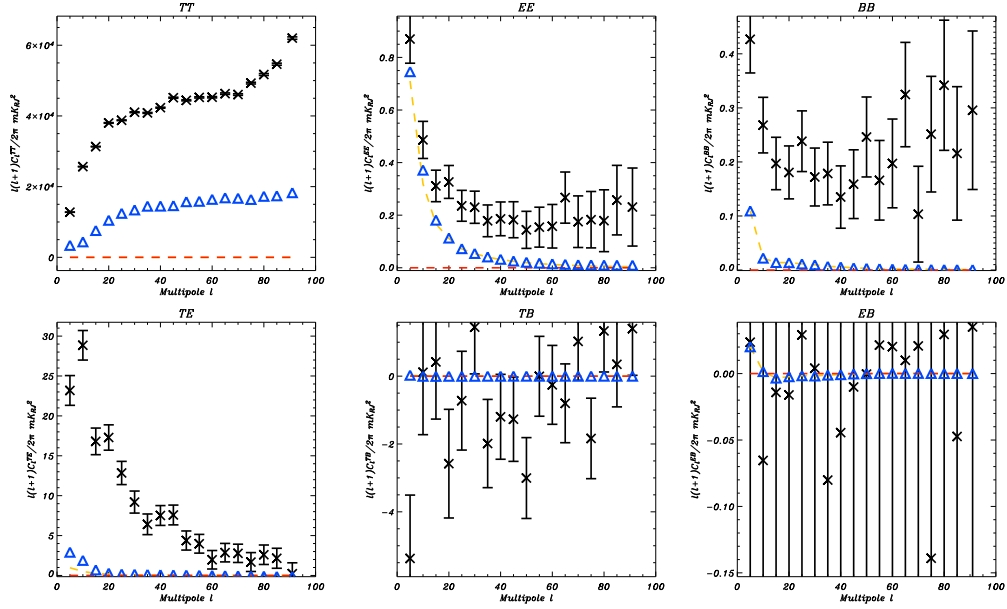 TT
EE
BB
6×10⁴
4×10⁴
2×10⁴
0
l(l+1)C_l^TT/2π mK_RJ²
0 20 40 60 80 100
Multipole l
0.8
0.6
0.4
0.2
0.0
l(l+1)C_l^EE/2π mK_RJ²
0 20 40 60 80 100
Multipole l
0.4
0.3
0.2
0.1
0.0
l(l+1)C_l^BB/2π mK_RJ²
0 20 40 60 80 100
Multipole l
TE
TB
EB
30
25
20
15
10
5
0
l(l+1)C_l^TE/2π mK_RJ²
0 20 40 60 80 100
Multipole l
0
-2
-4
l(l+1)C_l^TB/2π mK_RJ²
0 20 40 60 80 100
Multipole l
0.00
-0.05
-0.10
-0.15
l(l+1)C_l^EB/2π mK_RJ²
0 20 40 60 80 100
Multipole l